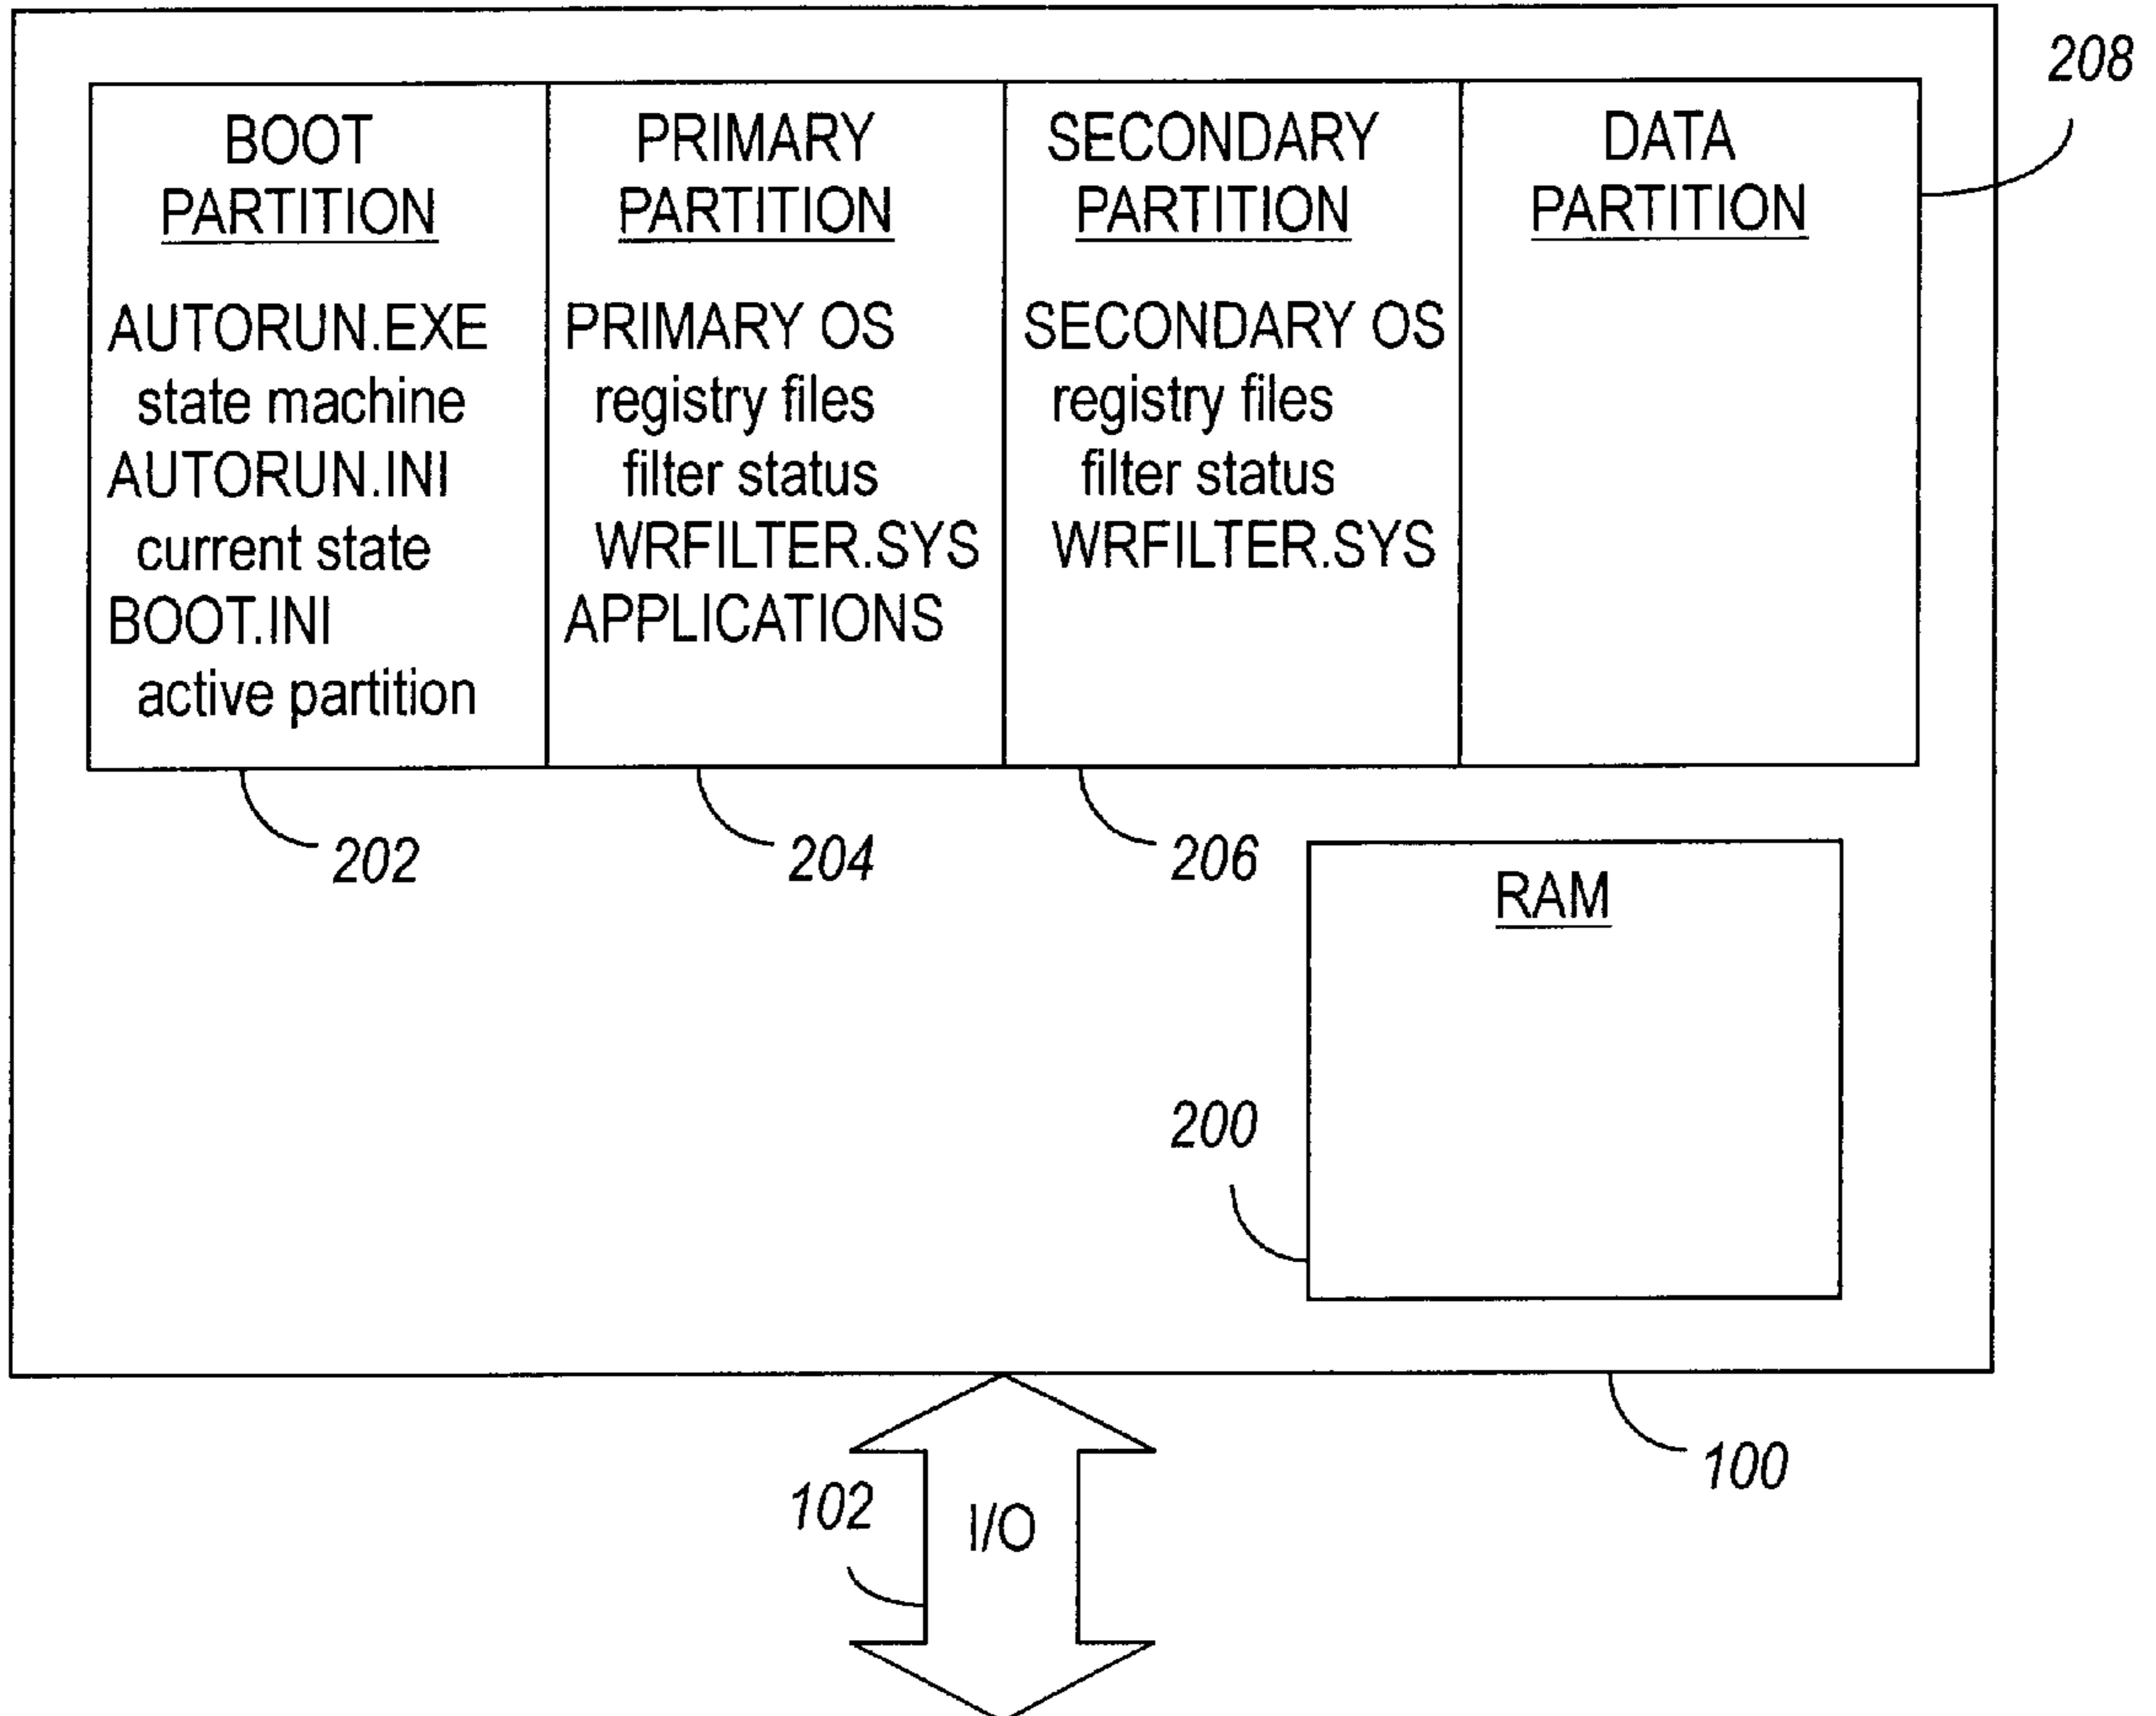 208
BOOT
PARTITION
AUTORUN.EXE
state machine
AUTORUN.INI
current state
BOOT.INI
active partition
PRIMARY
PARTITION
PRIMARY OS
registry files
filter status
WRFILTER.SYS
APPLICATIONS
SECONDARY
PARTITION
SECONDARY OS
registry files
filter status
WRFILTER.SYS
DATA
PARTITION
202
204
206
RAM
200
100
102
I/O